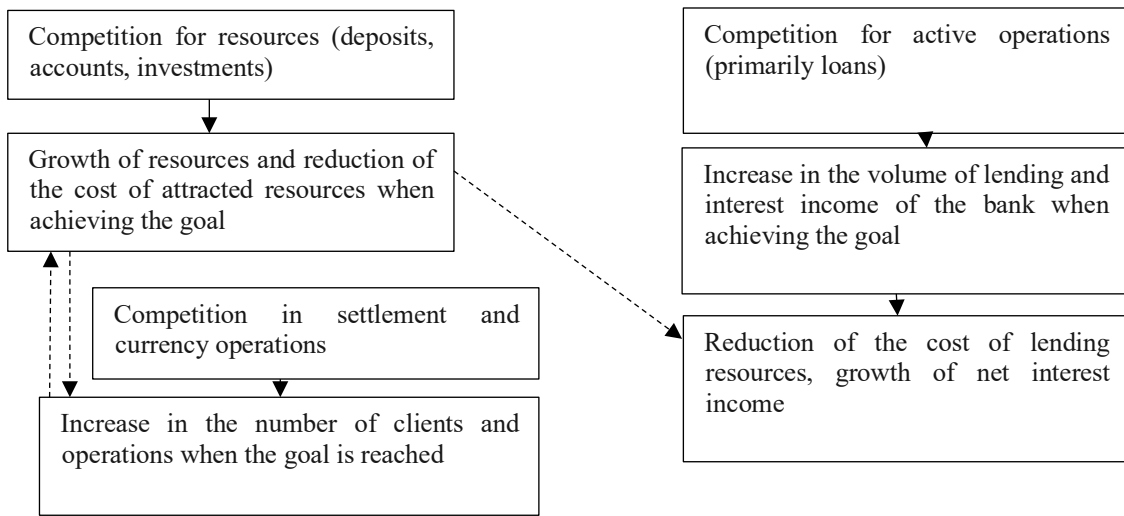 Competition for resources (deposits,
accounts, investments)
Growth of resources and reduction of
the cost of attracted resources when
achieving the goal
Competition in settlement and
currency operations
Increase in the number of clients and
operations when the goal is reached
Competition for active operations
(primarily loans)
Increase in the volume of lending and
interest income of the bank when
achieving the goal
Reduction of the cost of lending
resources, growth of net interest
income